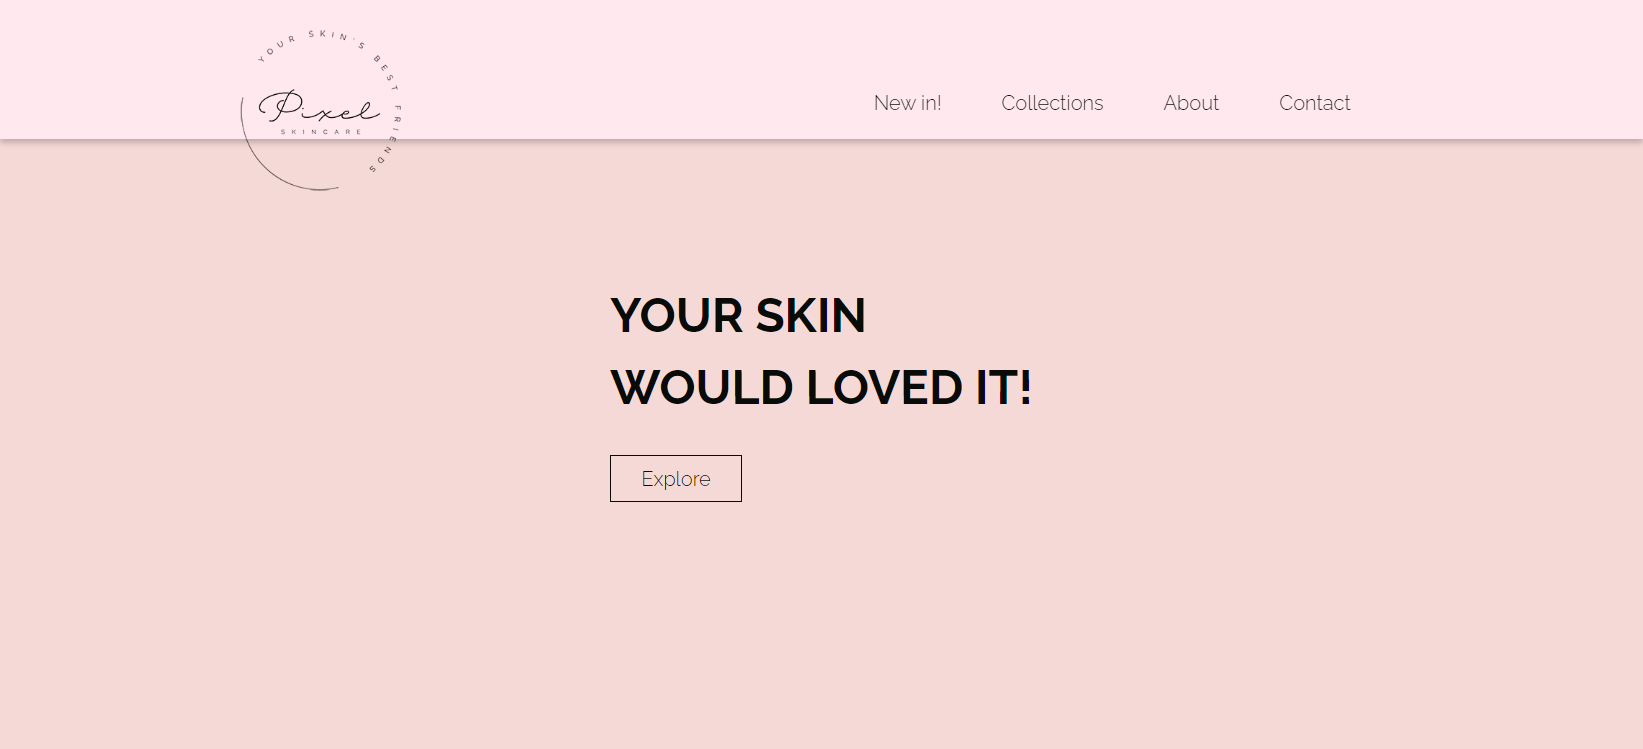 YOUR SKIN'S BEST FRIENDS
Pixel
SKINCARE
New in! Collections About Contact
YOUR SKIN
WOULD LOVED IT!
Explore